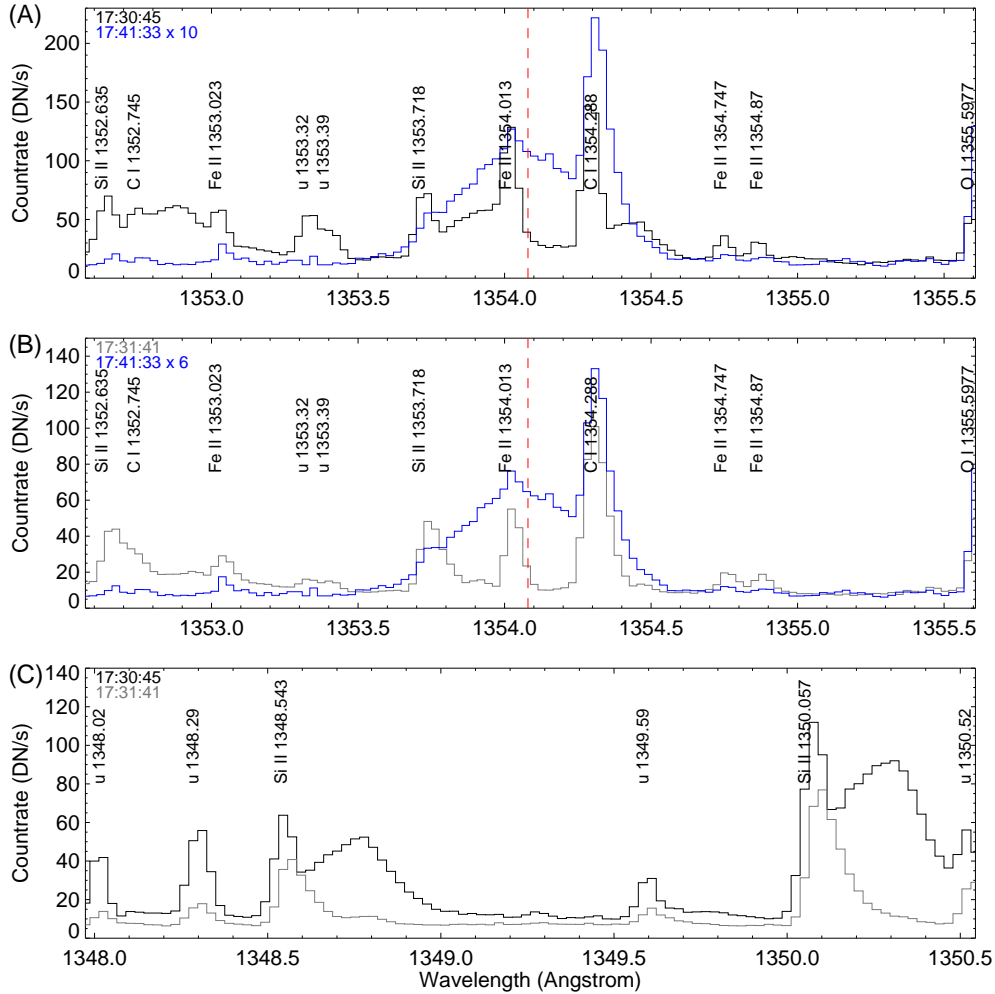 (A)
17:30:45
17:41:33 x 10
Countrate (DN/s)
200
150
100
50
0
Si II 1352.635
C I 1352.745
Fe II 1353.023
u 1353.32
u 1353.39
Si II 1353.718
Fe II 1354.013
C I 1354.288
Fe II 1354.747
Fe II 1354.87
O I 1355.5977
1353.0
1353.5
1354.0
1354.5
1355.0
1355.5
(B)
17:31:41
17:41:33 x 6
Countrate (DN/s)
140
120
100
80
60
40
20
0
Si II 1352.635
C I 1352.745
Fe II 1353.023
u 1353.32
u 1353.39
Si II 1353.718
Fe II 1354.013
C I 1354.288
Fe II 1354.747
Fe II 1354.87
O I 1355.5977
1353.0
1353.5
1354.0
1354.5
1355.0
1355.5
(C)
17:30:45
17:31:41
Countrate (DN/s)
140
120
100
80
60
40
20
0
u 1348.02
u 1348.29
Si II 1348.543
u 1349.59
Si II 1350.057
u 1350.52
1348.0
1348.5
1349.0
1349.5
1350.0
1350.5
Wavelength (Angstrom)